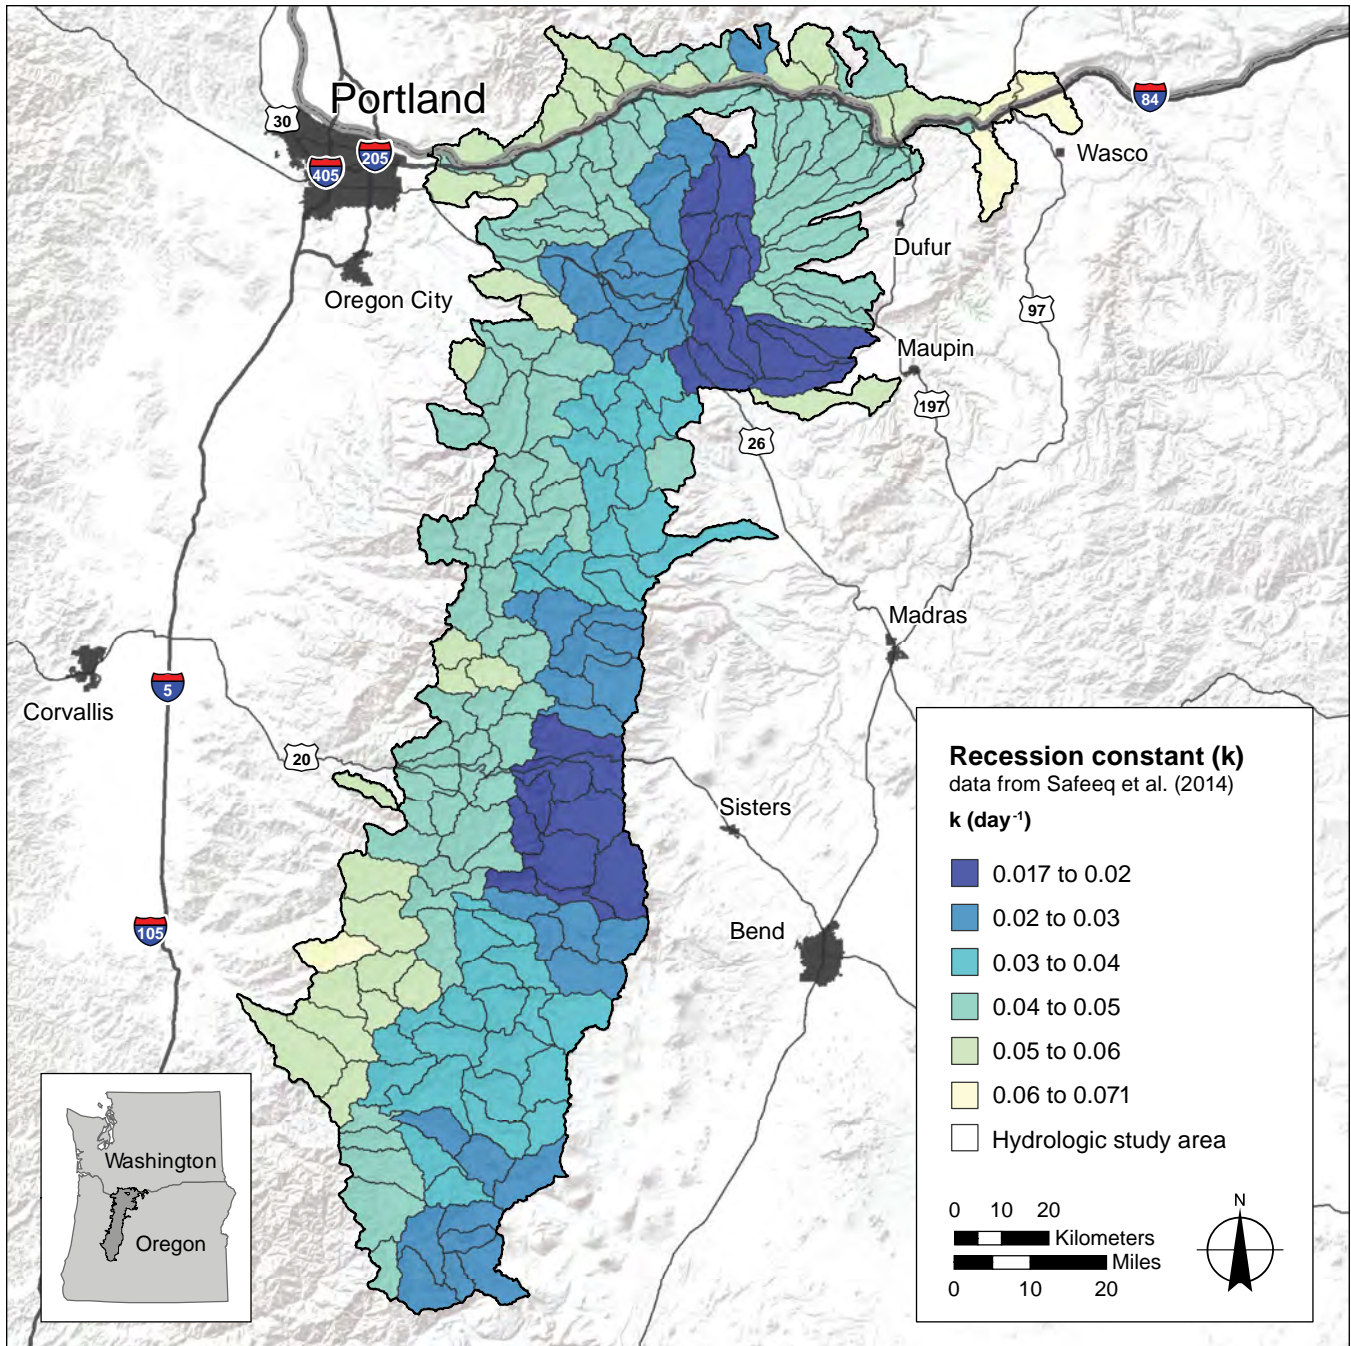 Portland
30
205
405
84
Wasco
Dufur
Oregon City
97
Maupin
197
26
Madras
Corvallis
5
20
Sisters
Bend
105
Recession constant (k)
data from Safeeq et al. (2014)
k (day⁻¹)
0.017 to 0.02
0.02 to 0.03
0.03 to 0.04
0.04 to 0.05
0.05 to 0.06
0.06 to 0.071
Hydrologic study area
0 10 20
Kilometers
Miles
0 10 20
N
Washington
Oregon